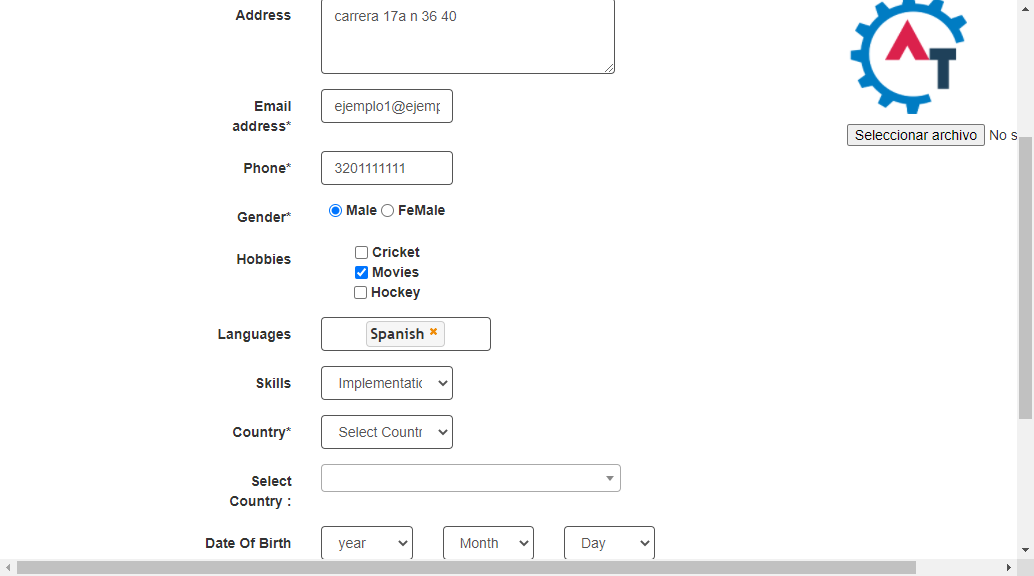 Address
carrera 17a n 36 40
AT
Seleccionar archivo No s
Email
address*
ejemplo1@ejemp
Phone*
3201111111
Gender*
Male FeMale
Hobbies
Cricket
Movies
Hockey
Languages
Spanish ×
Skills
Implementatic
Country*
Select Countr
Select
Country :
Date Of Birth
year Month Day